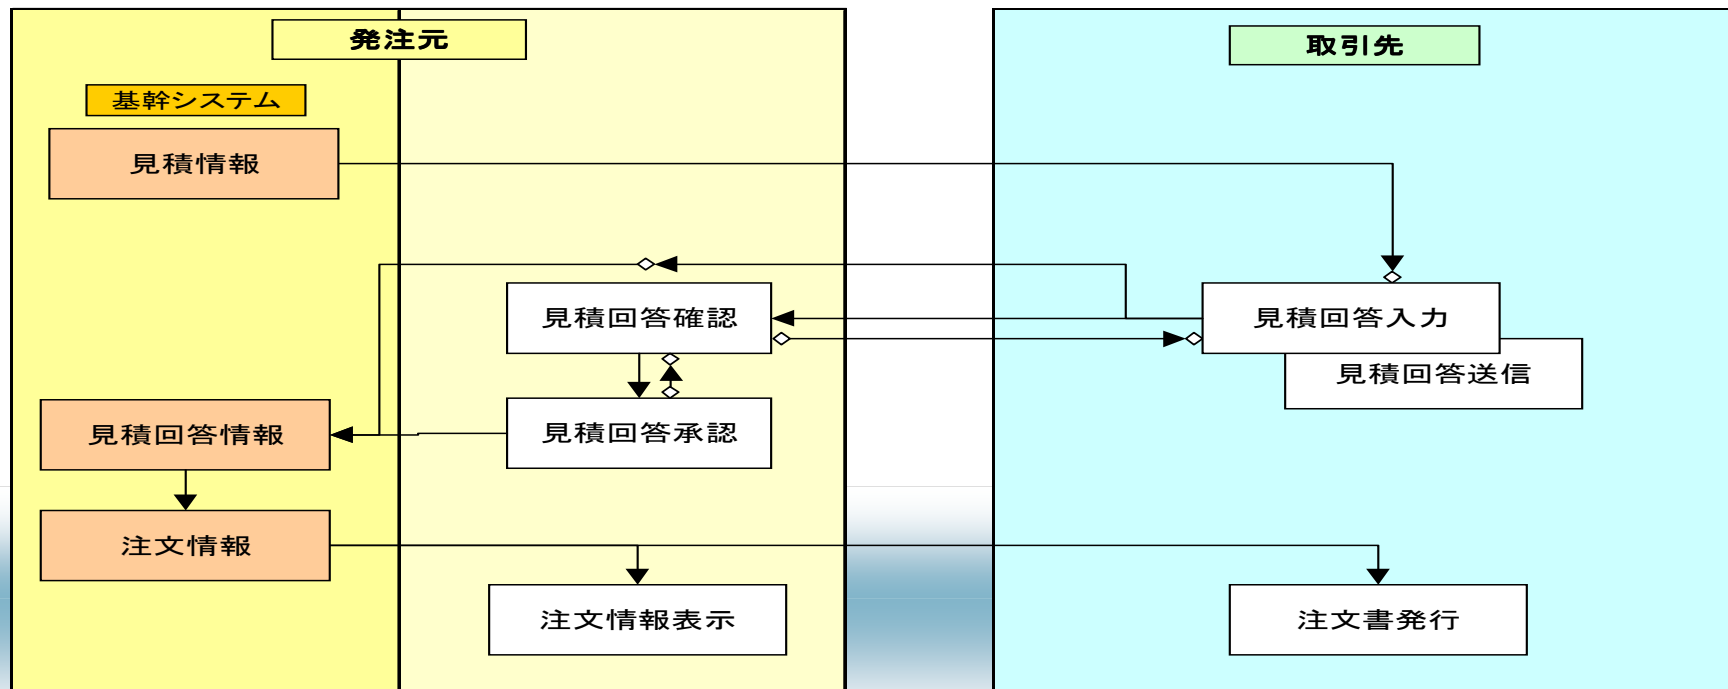 発注元
取引先
基幹システム
見積情報
見積回答確認
見積回答入力
見積回答送信
見積回答情報
見積回答承認
注文情報
注文情報表示
注文書発行